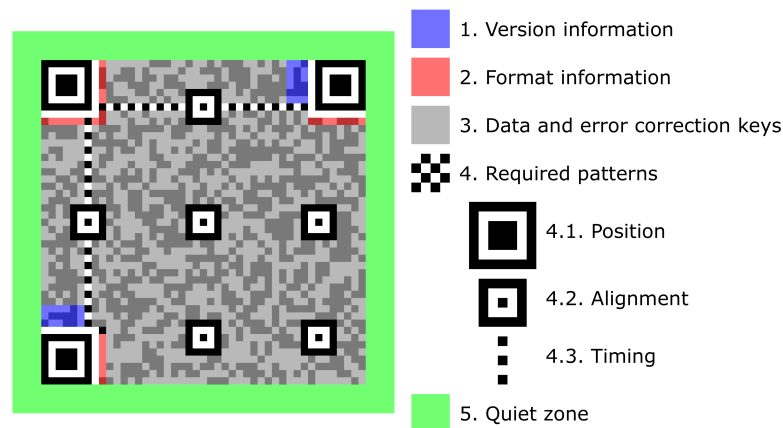 1. Version information
2. Format information
3. Data and error correction keys
4. Required patterns
4.1. Position
4.2. Alignment
4.3. Timing
5. Quiet zone